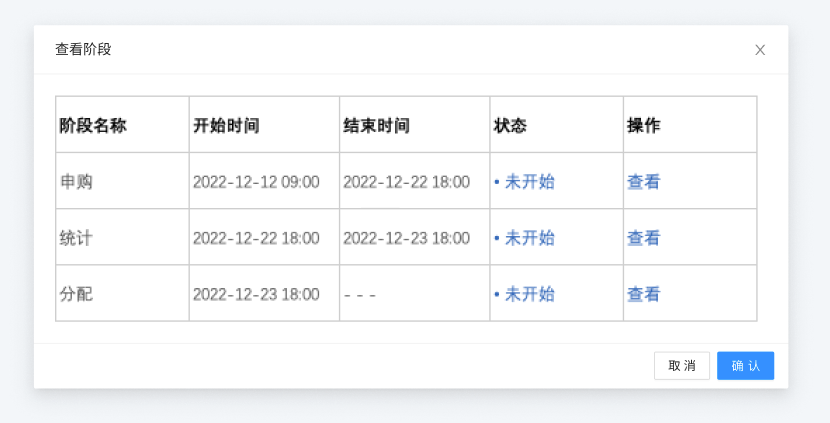 查看阶段
阶段名称 开始时间 结束时间 状态 操作
申购 2022-12-12 09:00 2022-12-22 18:00 • 未开始 查看
统计 2022-12-22 18:00 2022-12-23 18:00 • 未开始 查看
分配 2022-12-23 18:00 - - - • 未开始 查看
取消 确认